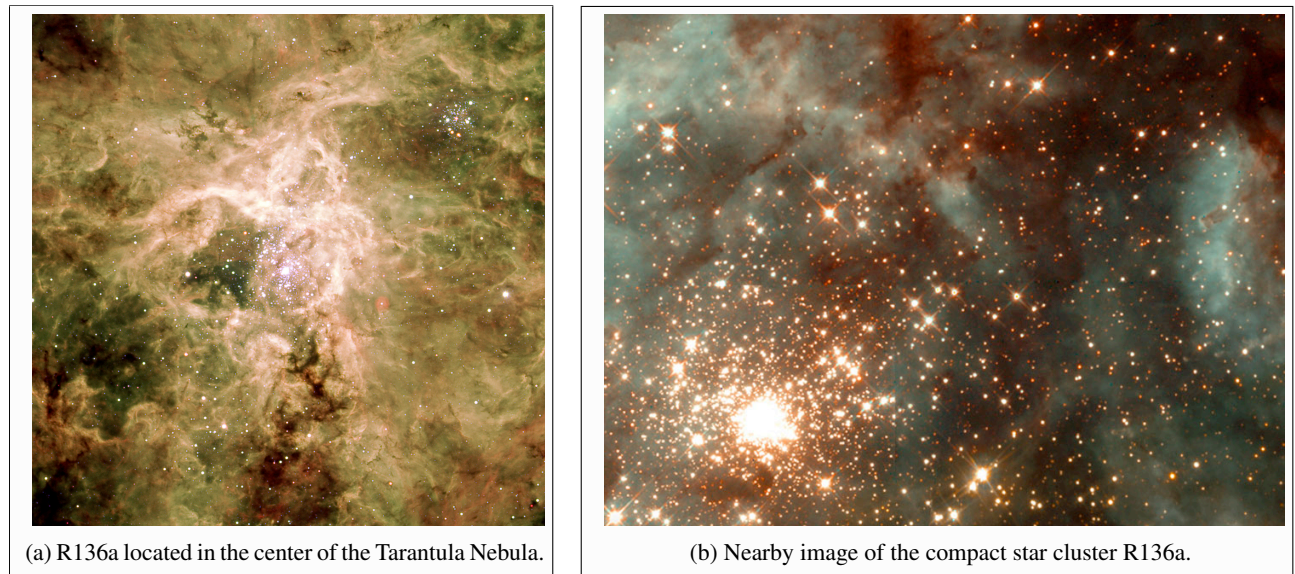 (a) R136a located in the center of the Tarantula Nebula.
(b) Nearby image of the compact star cluster R136a.